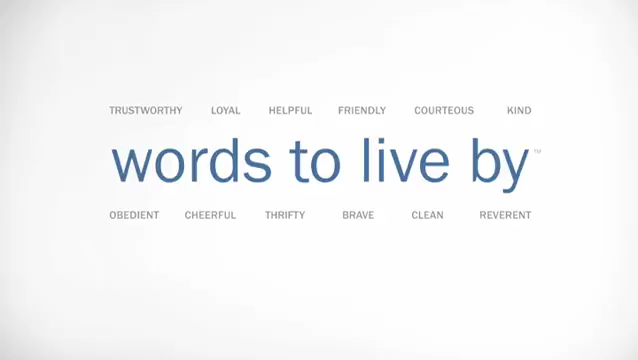 TRUSTWORTHY LOYAL HELPFUL FRIENDLY COURTEOUS KIND
words to live by™
OBEDIENT CHEERFUL THRIFTY BRAVE CLEAN REVERENT